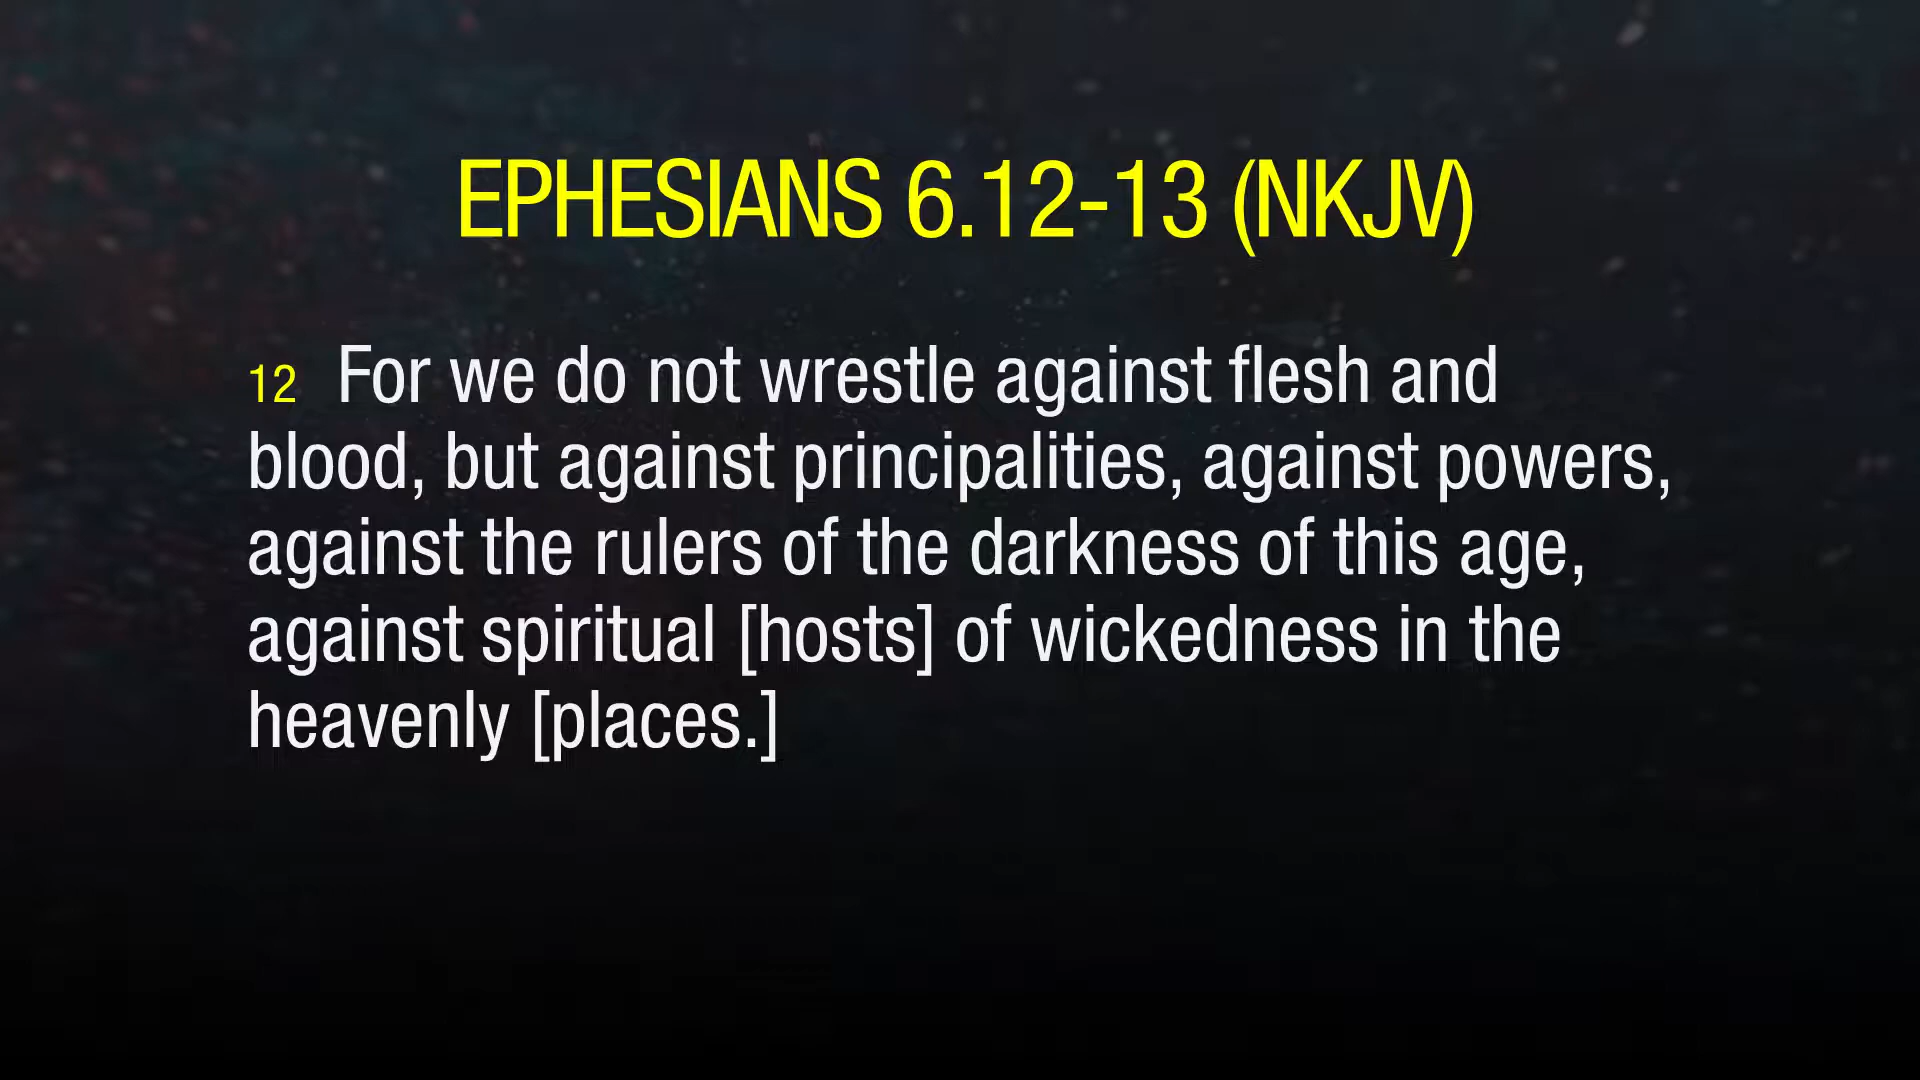 EPHESIANS 6.12-13 (NKJV)
12 For we do not wrestle against flesh and
blood, but against principalities, against powers,
against the rulers of the darkness of this age,
against spiritual [hosts] of wickedness in the
heavenly [places.]